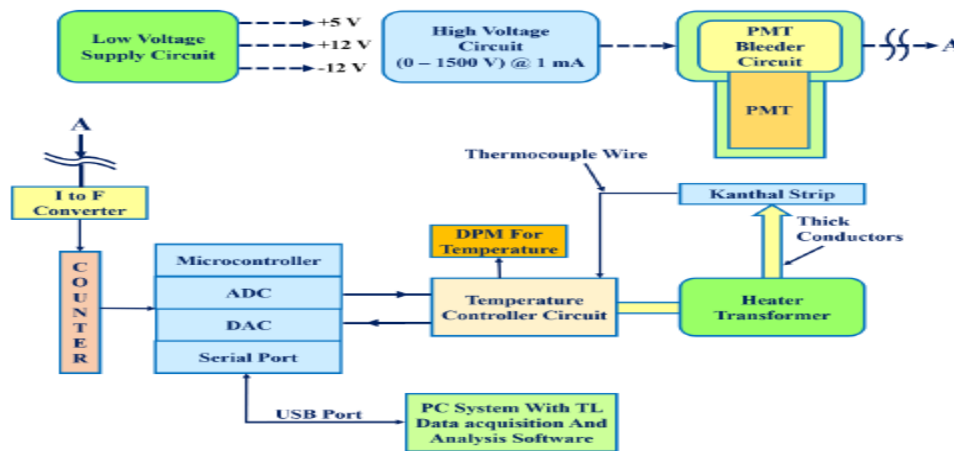 Low Voltage
Supply Circuit
+5 V
+12 V
-12 V
High Voltage
Circuit
(0 – 1500 V) @ 1 mA
PMT
Bleeder
Circuit
PMT
A
A
I to F
Converter
COUNTER
Microcontroller
ADC
DAC
Serial Port
Thermocouple Wire
DPM For
Temperature
Temperature
Controller Circuit
Kanthal Strip
Thick
Conductors
Heater
Transformer
USB Port
PC System With TL
Data acquisition And
Analysis Software